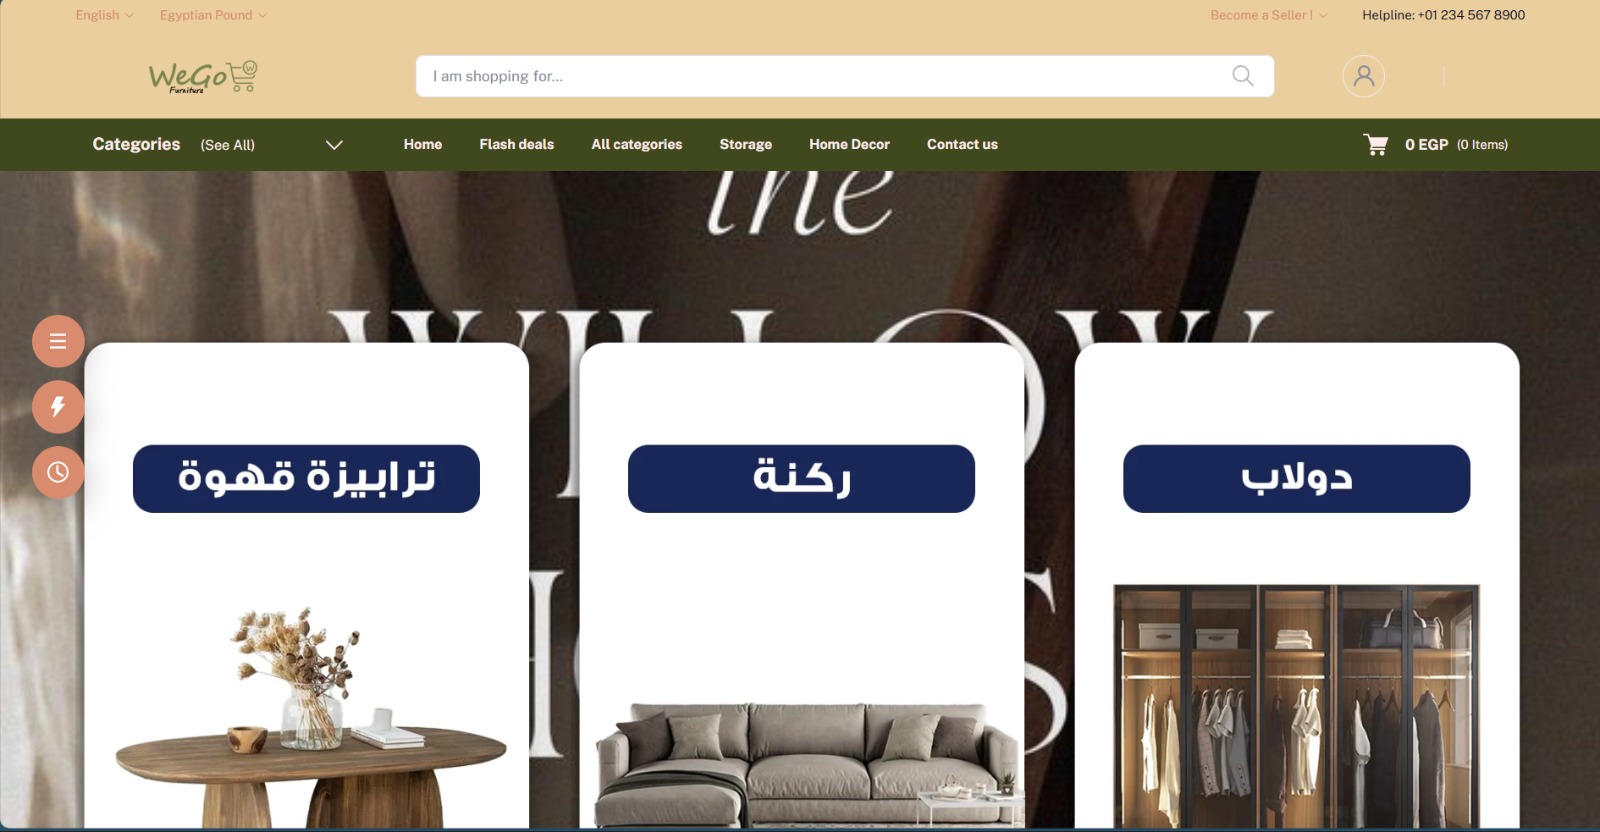 English
Egyptian Pound
Become a Seller !
Helpline: +01 234 567 8900
WeGo
W
Furniture
I am shopping for...
Categories (See All)
Home
Flash deals
All categories
Storage
Home Decor
Contact us
0 EGP (0 Items)
the
WILLOW
ترابيزة قهوة
ركنة
دولاب